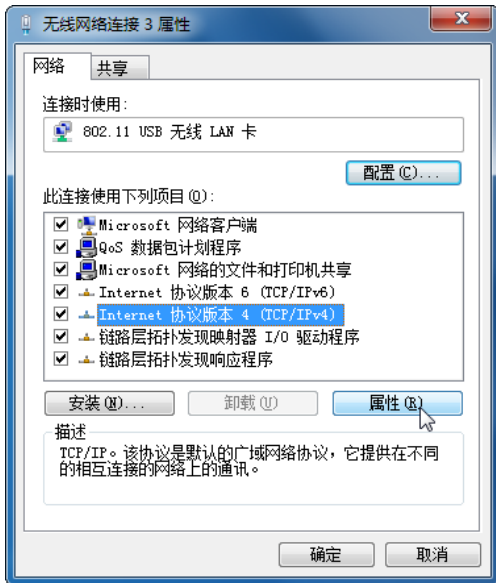 无线网络连接 3 属性
网络 共享
连接时使用:
802.11 USB 无线 LAN 卡
配置(C)...
此连接使用下列项目(O):
Microsoft 网络客户端
QoS 数据包计划程序
Microsoft 网络的文件和打印机共享
Internet 协议版本 6 (TCP/IPv6)
Internet 协议版本 4 (TCP/IPv4)
链路层拓扑发现映射器 I/O 驱动程序
链路层拓扑发现响应程序
安装(N)... 卸载(U) 属性(R)
描述
TCP/IP。该协议是默认的广域网络协议，它提供在不同
的相互连接的网络上的通讯。
确定 取消